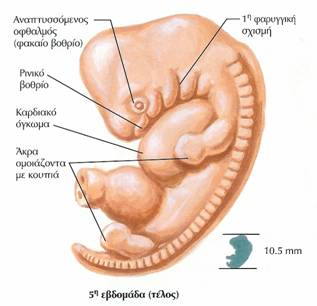 Αναπτυσσόμενος
οφθαλμός
(φακαίο βοθρίο)
1η φαρυγγική
σχισμή
Ρινικό
βοθρίο
Καρδιακό
όγκωμα
Άκρα
ομοιάζοντα
με κουπιά
10.5 mm
5η εβδομάδα (τέλος)